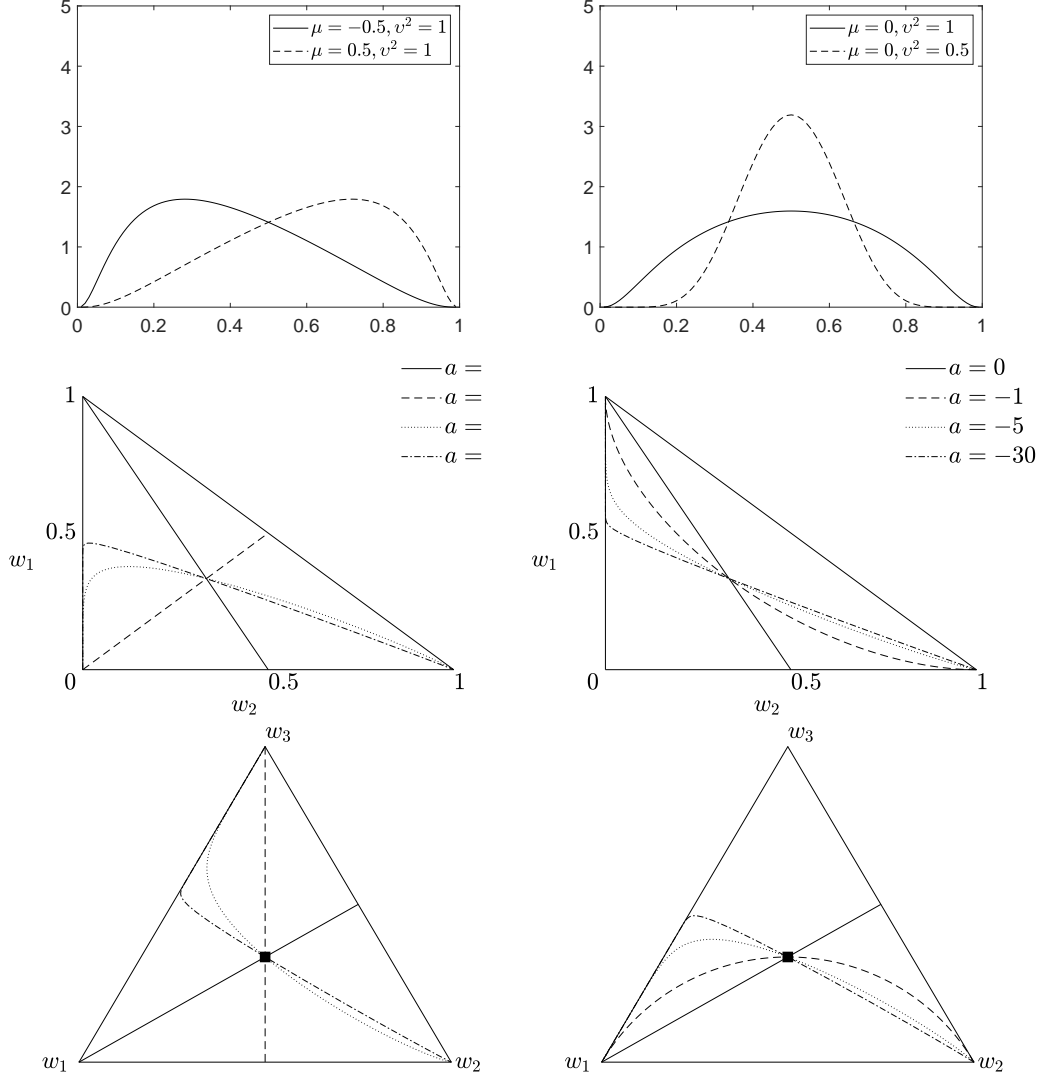 5
4
3
2
1
0
0 0.2 0.4 0.6 0.8 1
μ = −0.5, υ² = 1
μ = 0.5, υ² = 1
5
4
3
2
1
0
0 0.2 0.4 0.6 0.8 1
μ = 0, υ² = 1
μ = 0, υ² = 0.5
a =
a =
a =
a =
1
0.5
w₁
0 0.5 1
w₂
a = 0
a = −1
a = −5
a = −30
1
0.5
w₁
0 0.5 1
w₂
w₃
w₁ w₂
w₃
w₁ w₂